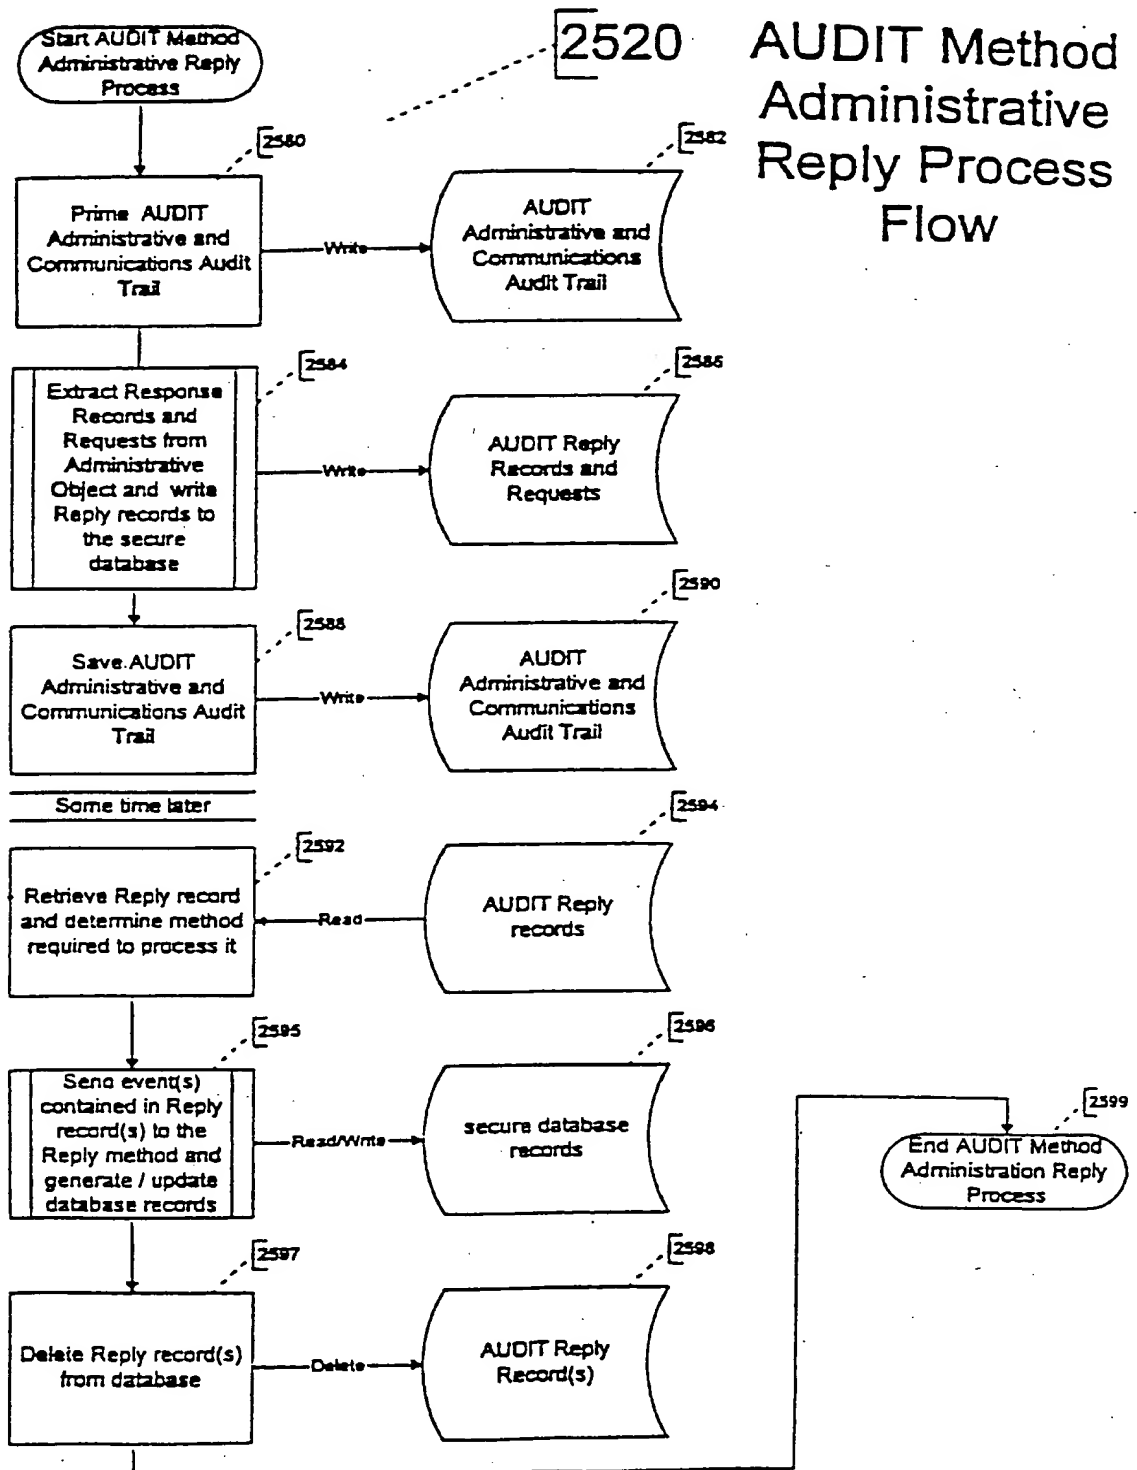 Start AUDIT Method
Administrative Reply
Process
2520
AUDIT Method
Administrative
Reply Process
Flow
2580
Prime AUDIT
Administrative and
Communications Audit
Trail
Write
2582
AUDIT
Administrative and
Communications
Audit Trail
2584
Extract Response
Records and
Requests from
Administrative
Object and write
Reply records to
the secure
database
Write
2586
AUDIT Reply
Records and
Requests
2588
Save AUDIT
Administrative and
Communications Audit
Trail
Write
2590
AUDIT
Administrative and
Communications
Audit Trail
Some time later
2592
Retrieve Reply record
and determine method
required to process it
Read
2594
AUDIT Reply
records
2595
Send event(s)
contained in Reply
record(s) to the
Reply method and
generate / update
database records
Read/Write
2596
secure database
records
2597
Delete Reply record(s)
from database
Delete
2598
AUDIT Reply
Record(s)
2599
End AUDIT Method
Administration Reply
Process